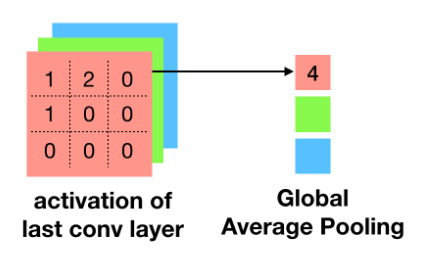 1 2 0
4
1 0 0
0 0 0
activation of
last conv layer
Global
Average Pooling